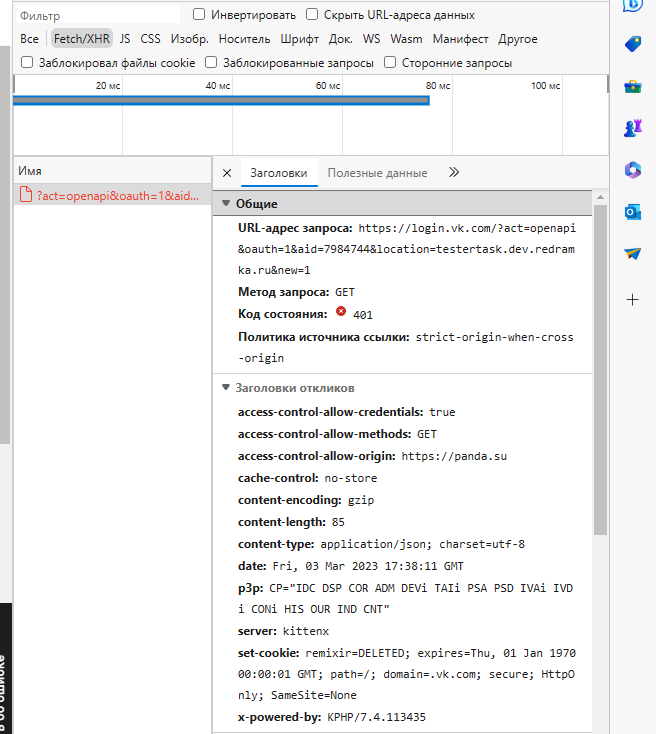 Фильтр Инвертировать Скрыть URL-адреса данных
Все Fetch/XHR JS CSS Изобр. Носитель Шрифт Док. WS Wasm Манифест Другое
Заблокировал файлы cookie Заблокированные запросы Сторонние запросы
20 мс 40 мс 60 мс 80 мс 100 мс
Имя
Заголовки Полезные данные
?act=openapi&oauth=1&aid...
Общие
URL-адрес запроса: https://login.vk.com/?act=openapi
&oauth=1&aid=7984744&location=testertask.dev.redram
ka.ru&new=1
Метод запроса: GET
Код состояния: 401
Политика источника ссылки: strict-origin-when-cross
-origin
Заголовки откликов
access-control-allow-credentials: true
access-control-allow-methods: GET
access-control-allow-origin: https://panda.su
cache-control: no-store
content-encoding: gzip
content-length: 85
content-type: application/json; charset=utf-8
date: Fri, 03 Mar 2023 17:38:11 GMT
p3p: CP="IDC DSP COR ADM DEVi TAIi PSA PSD IVAi IVD
i CONi HIS OUR IND CNT"
server: kittenx
set-cookie: remixir=DELETED; expires=Thu, 01 Jan 1970
00:00:01 GMT; path=/; domain=.vk.com; secure; HttpO
nly; SameSite=None
x-powered-by: KPHP/7.4.113435
об ошибке